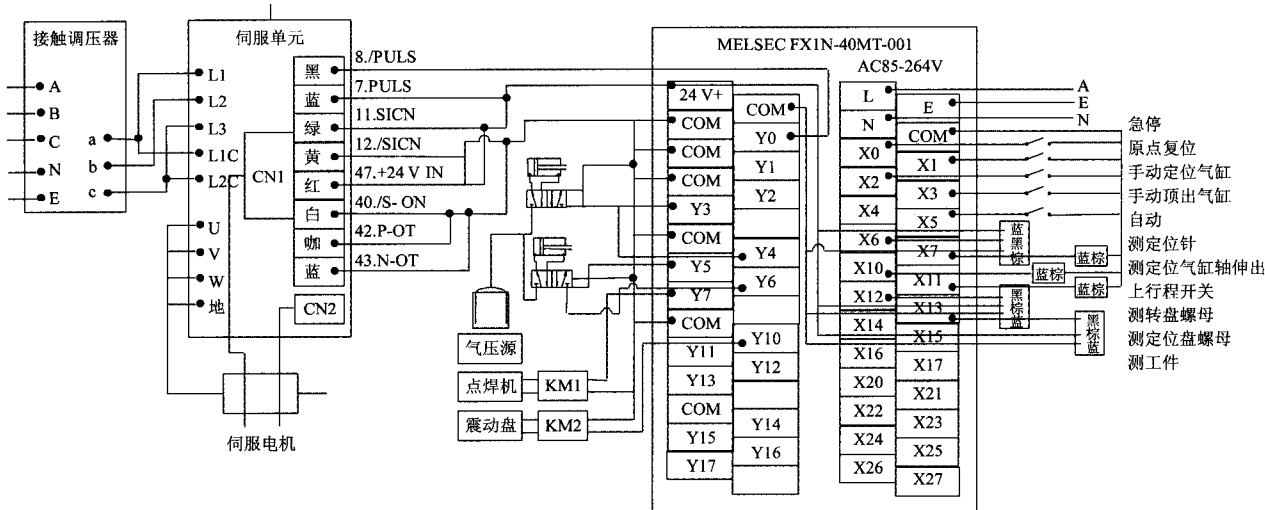 接触调压器
A
B
C
N
E
a
b
c
伺服单元
L1
L2
L3
L1C
L2C
U
V
W
地
CN1
CN2
黑
蓝
绿
黄
红
白
咖
蓝
8./PULS
7.PULS
11.SICN
12./SICN
47.+24 V IN
40./S- ON
42.P-OT
43.N-OT
伺服电机
气压源
点焊机
KM1
震动盘
KM2
MELSEC FX1N-40MT-001
AC85-264V
24 V+
COM
COM
COM
Y3
COM
Y5
Y7
COM
Y11
Y13
COM
Y15
Y17
COM
Y0
Y1
Y2
Y4
Y6
Y10
Y12
Y14
Y16
L
N
X0
X2
X4
X6
X10
X12
X14
X16
X20
X22
X24
X26
E
COM
X1
X3
X5
X7
X11
X13
X15
X17
X21
X23
X25
X27
A
E
N
急停
原点复位
手动定位气缸
手动顶出气缸
自动
测定位针
测定位气缸轴伸出
上行程开关
测转盘螺母
测定位盘螺母
测工件
蓝
黑
棕
蓝棕
蓝棕
蓝棕
黑
棕
蓝
黑
棕
蓝